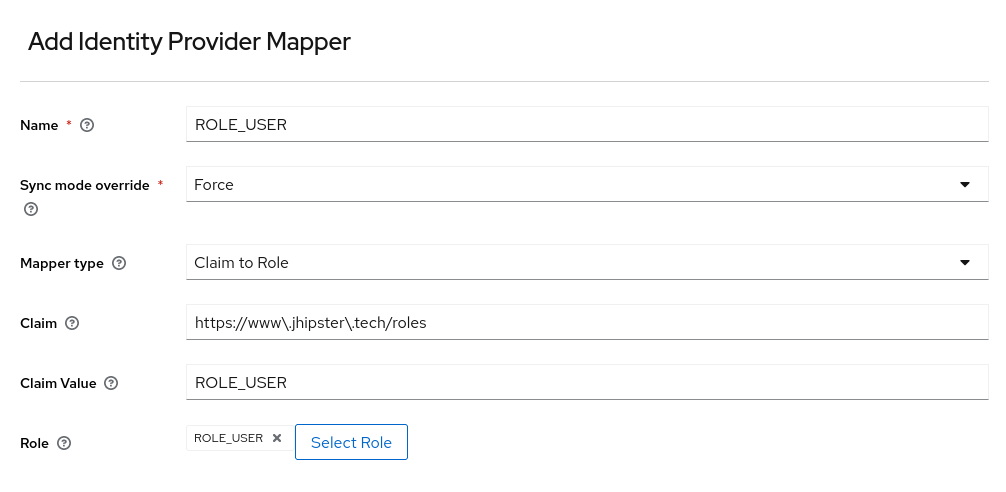 Add Identity Provider Mapper
Name * ?
ROLE_USER
Sync mode override * ?
Force
Mapper type ?
Claim to Role
Claim ?
https://www\.jhipster\.tech/roles
Claim Value ?
ROLE_USER
Role ?
ROLE_USER ×
Select Role